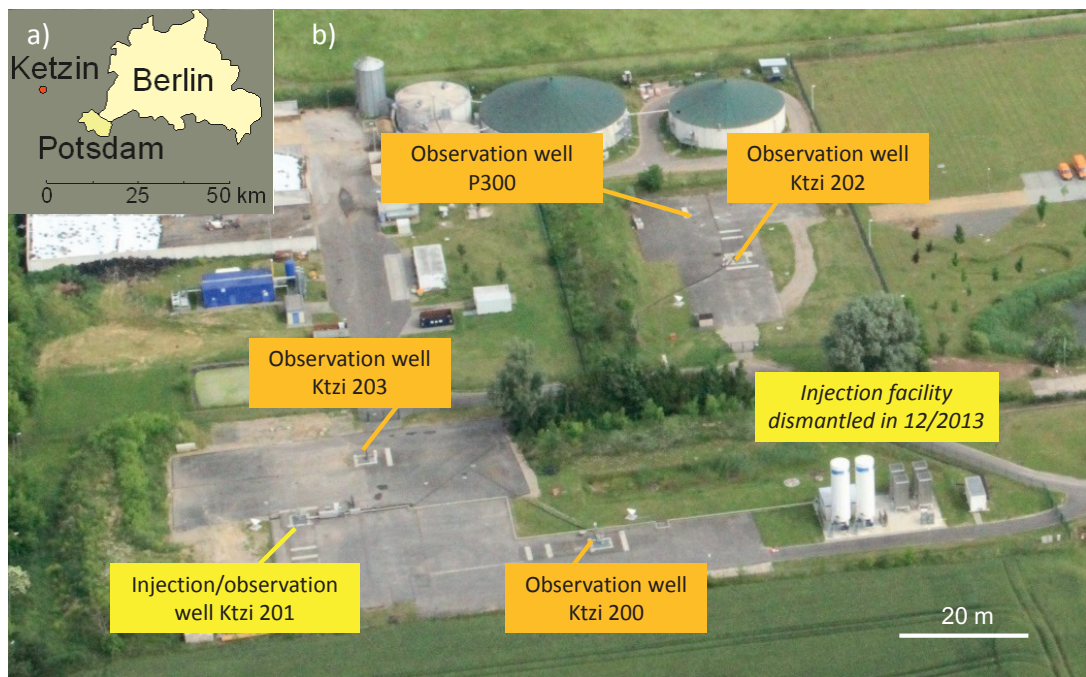 a)
Ketzin
Berlin
Potsdam
0 25 50 km
b)
Observation well
P300
Observation well
Ktzi 202
Observation well
Ktzi 203
Injection facility
dismantled in 12/2013
Injection/observation
well Ktzi 201
Observation well
Ktzi 200
20 m